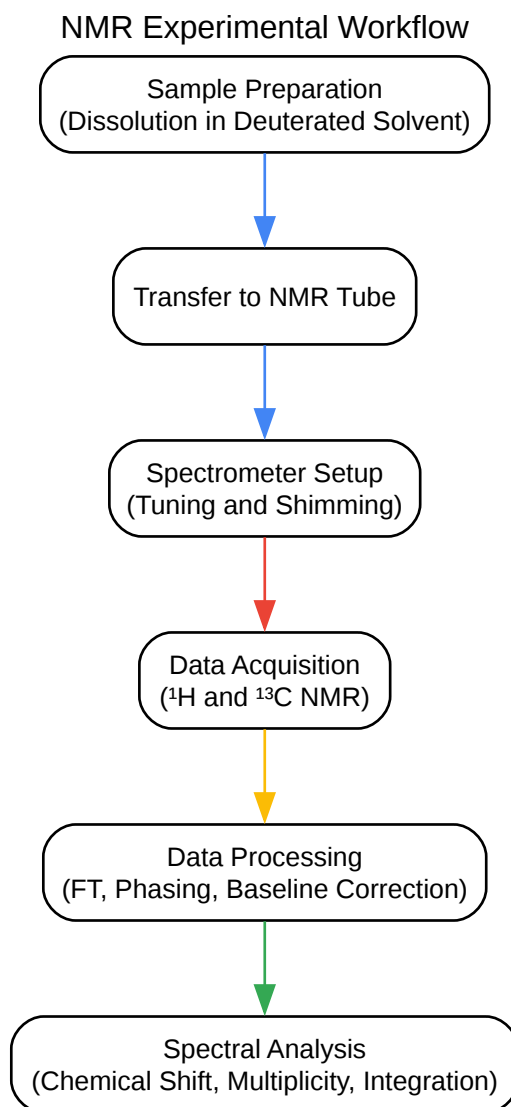 NMR Experimental Workflow
Sample Preparation
(Dissolution in Deuterated Solvent)
Transfer to NMR Tube
Spectrometer Setup
(Tuning and Shimming)
Data Acquisition
(¹H and ¹³C NMR)
Data Processing
(FT, Phasing, Baseline Correction)
Spectral Analysis
(Chemical Shift, Multiplicity, Integration)